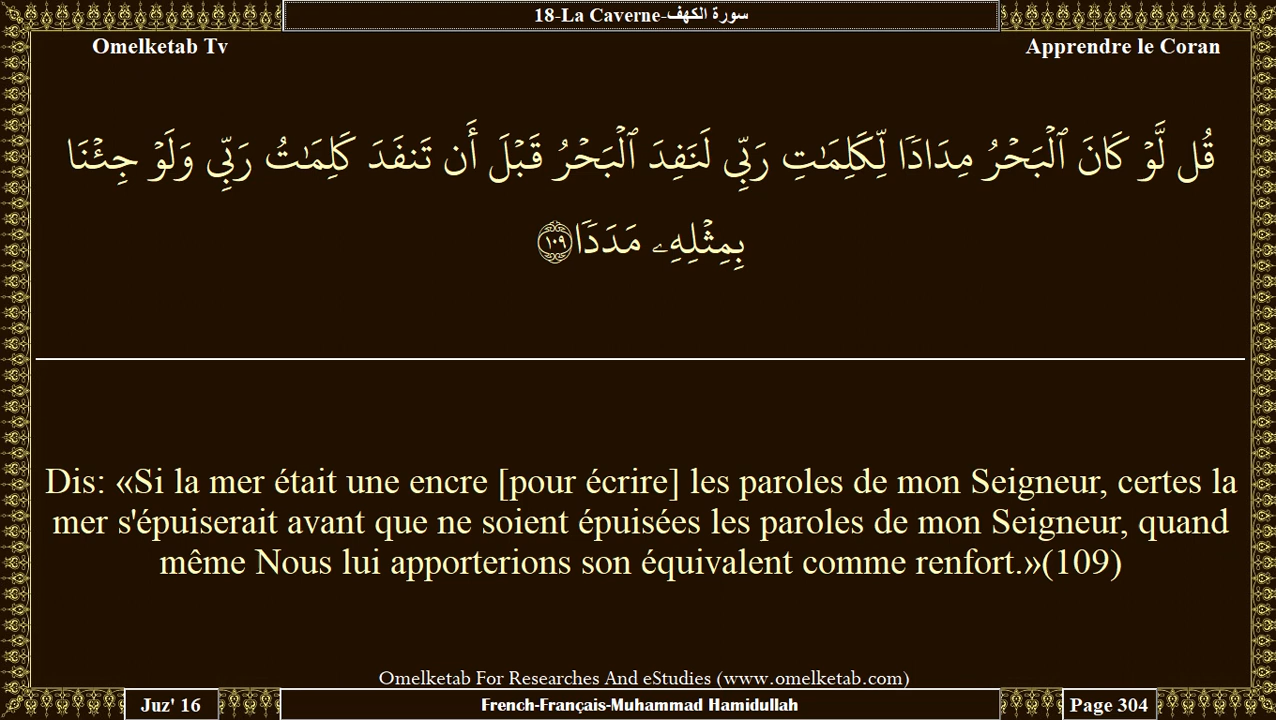 18-La Caverne-سورة الكهف
Omelketab Tv
Apprendre le Coran
قُل لَّوۡ كَانَ ٱلۡبَحۡرُ مِدَادٗا لِّكَلِمَٰتِ رَبِّي لَنَفِدَ ٱلۡبَحۡرُ قَبۡلَ أَن تَنفَدَ كَلِمَٰتُ رَبِّي وَلَوۡ جِئۡنَا
بِمِثۡلِهِۦ مَدَدٗا ١٠٩
Dis: «Si la mer était une encre [pour écrire] les paroles de mon Seigneur, certes la
mer s'épuiserait avant que ne soient épuisées les paroles de mon Seigneur, quand
même Nous lui apporterions son équivalent comme renfort.»(109)
Omelketab For Researches And eStudies (www.omelketab.com)
Juz' 16
French-Français-Muhammad Hamidullah
Page 304